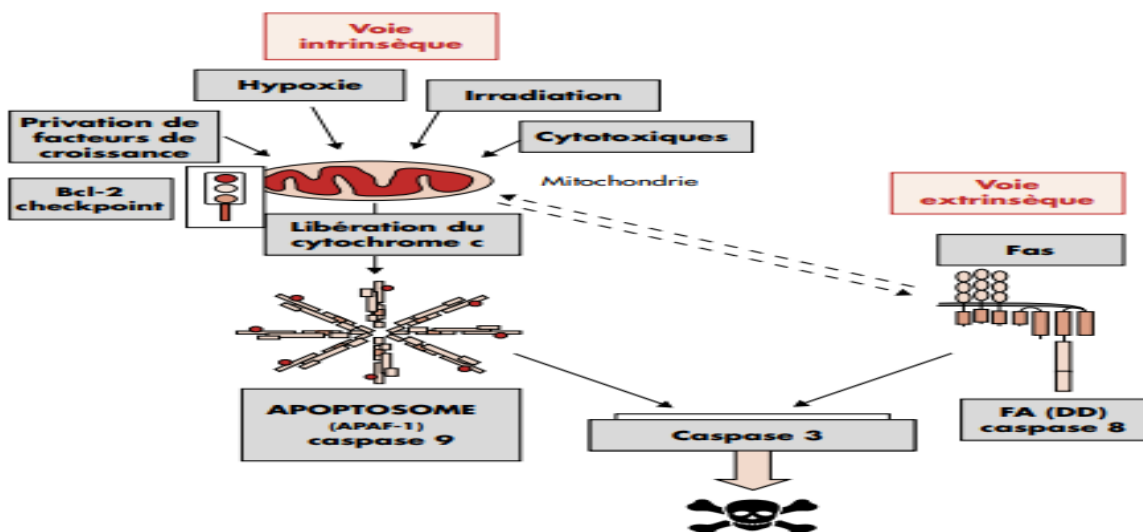 Voie
intrinsèque
Hypoxie
Irradiation
Privation de
facteurs de
croissance
Cytotoxiques
Bcl-2
checkpoint
Mitochondrie
Libération du
cytochrome c
Voie
extrinsèque
Fas
APOPTOSOME
(APAF-1)
caspase 9
Caspase 3
FA (DD)
caspase 8